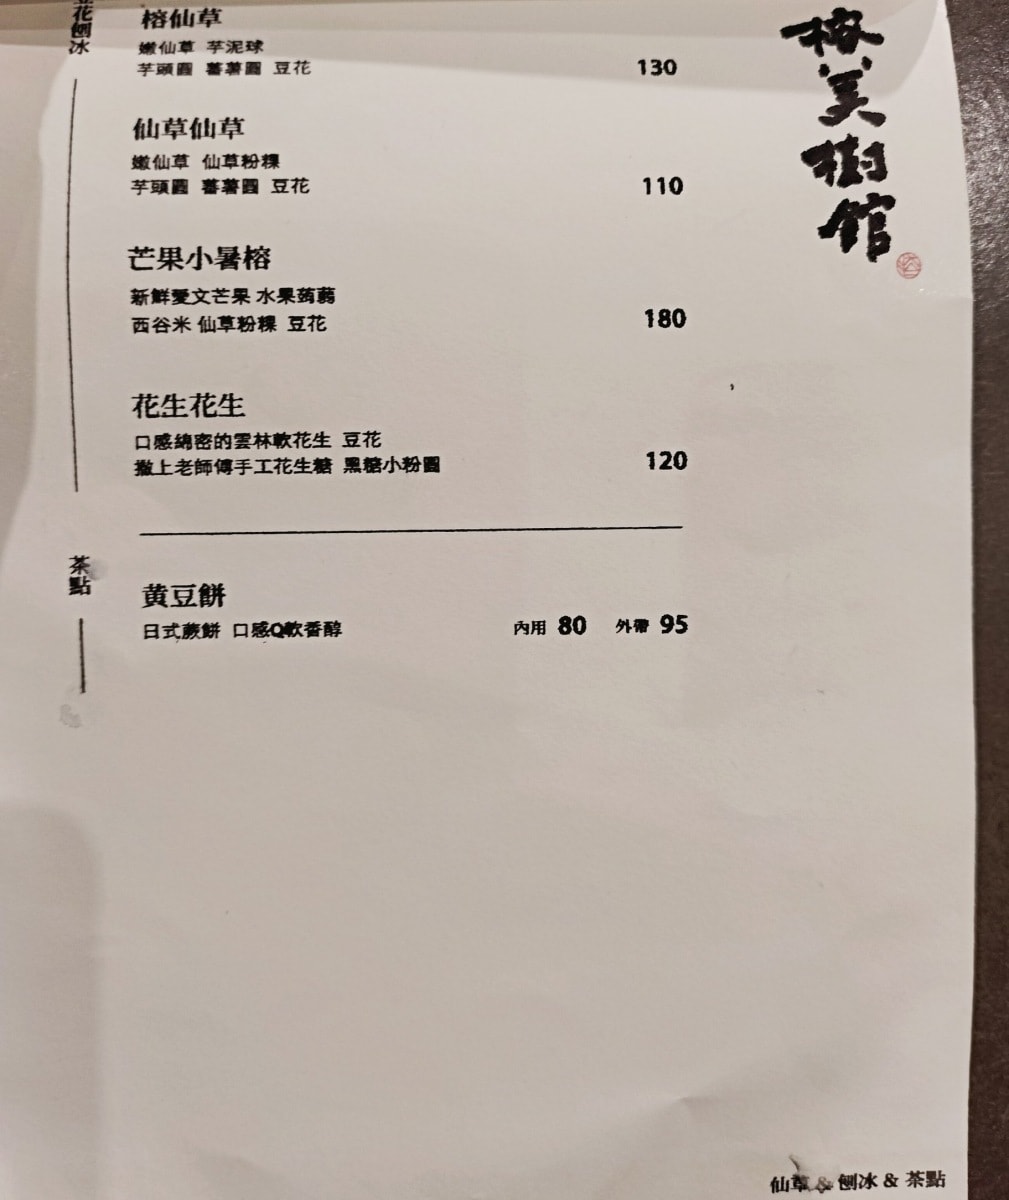 豆花刨冰
榕仙草
嫩仙草 芋泥球
芋頭圓 蕃薯圓 豆花 130
仙草仙草
嫩仙草 仙草粉粿
芋頭圓 蕃薯圓 豆花 110
芒果小暑榕
新鮮愛文芒果 水果蒟蒻
西谷米 仙草粉粿 豆花 180
花生花生
口感綿密的雲林軟花生 豆花
撒上老師傅手工花生糖 黑糖小粉圓 120
茶點
黄豆餅
日式蕨餅 口感Q軟香醇 內用 80 外帶 95
榕美樹館
仙草 & 刨冰 & 茶點